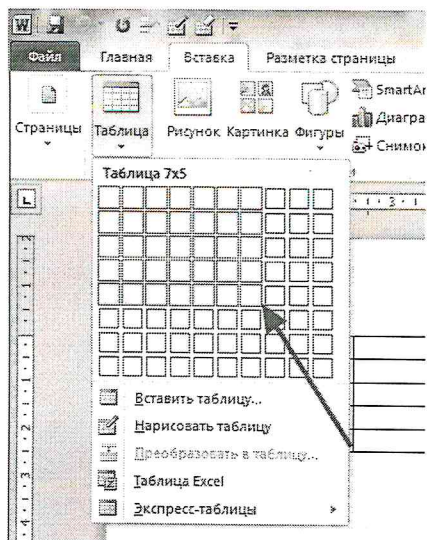 W
Файл Главная Вставка Разметка страницы
Страницы Таблица Рисунок Картинка Фигуры
SmartAr
Диагра
Снимок
Таблица 7x5
Вставить таблицу...
Нарисовать таблицу
Преобразовать в таблицу...
Таблица Excel
Экспресс-таблицы